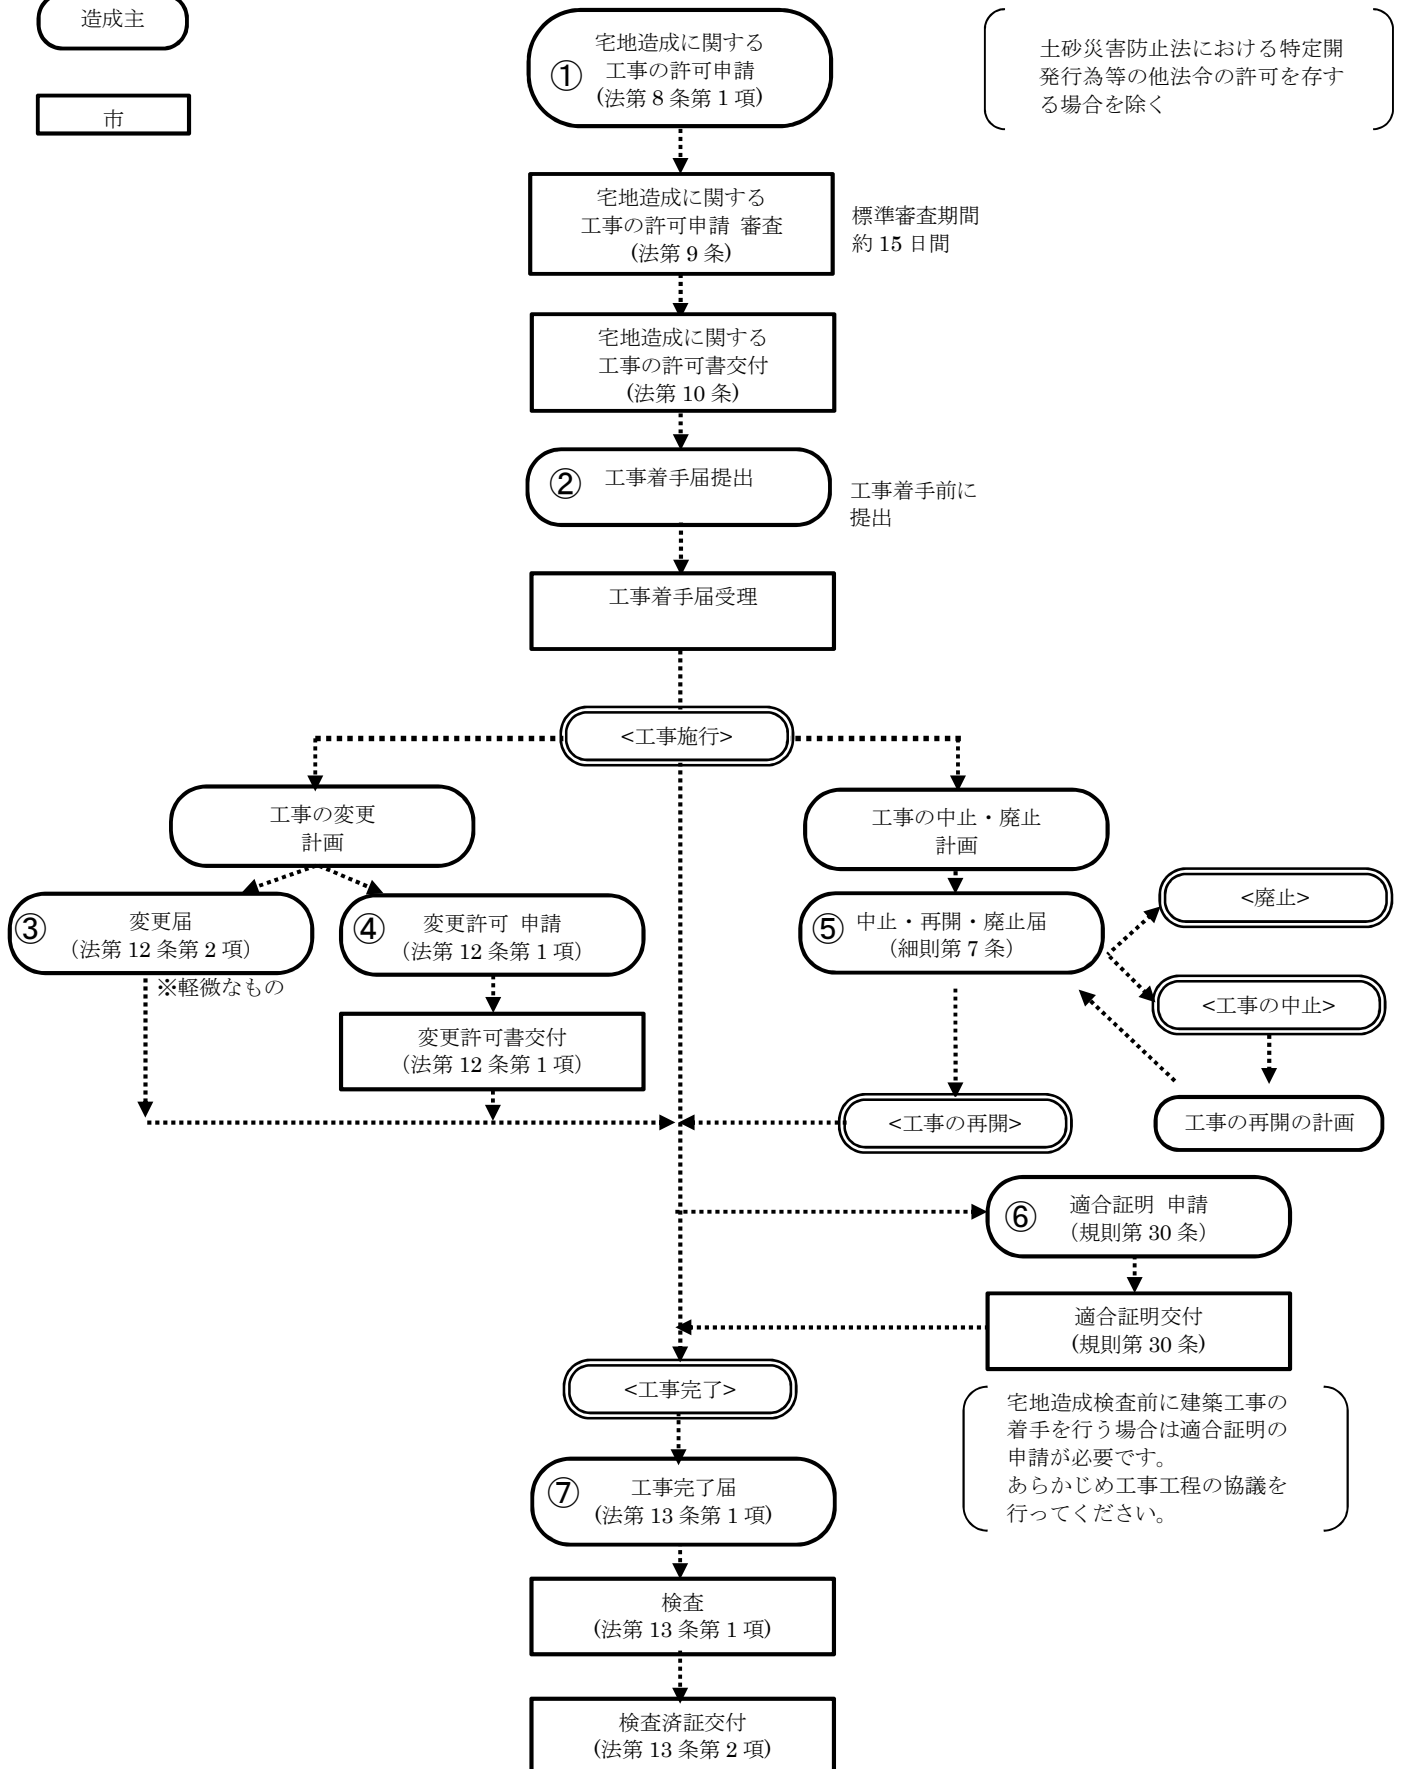 造成主
市
宅地造成に関する
① 工事の許可申請
(法第 8 条第 1 項)
土砂災害防止法における特定開
発行為等の他法令の許可を存す
る場合を除く
宅地造成に関する
工事の許可申請 審査
(法第 9 条)
標準審査期間
約 15 日間
宅地造成に関する
工事の許可書交付
(法第 10 条)
② 工事着手届提出
工事着手前に
提出
工事着手届受理
<工事施行>
工事の変更
計画
工事の中止・廃止
計画
③ 変更届
（法第 12 条第 2 項）
※軽微なもの
④ 変更許可 申請
（法第 12 条第 1 項）
⑤ 中止・再開・廃止届
（細則第 7 条）
<廃止>
<工事の中止>
変更許可書交付
（法第 12 条第 1 項）
<工事の再開>
工事の再開の計画
⑥ 適合証明 申請
（規則第 30 条）
適合証明交付
(規則第 30 条)
<工事完了>
宅地造成検査前に建築工事の
着手を行う場合は適合証明の
申請が必要です。
あらかじめ工事工程の協議を
行ってください。
⑦ 工事完了届
(法第 13 条第 1 項)
検査
(法第 13 条第 1 項)
検査済証交付
(法第 13 条第 2 項)